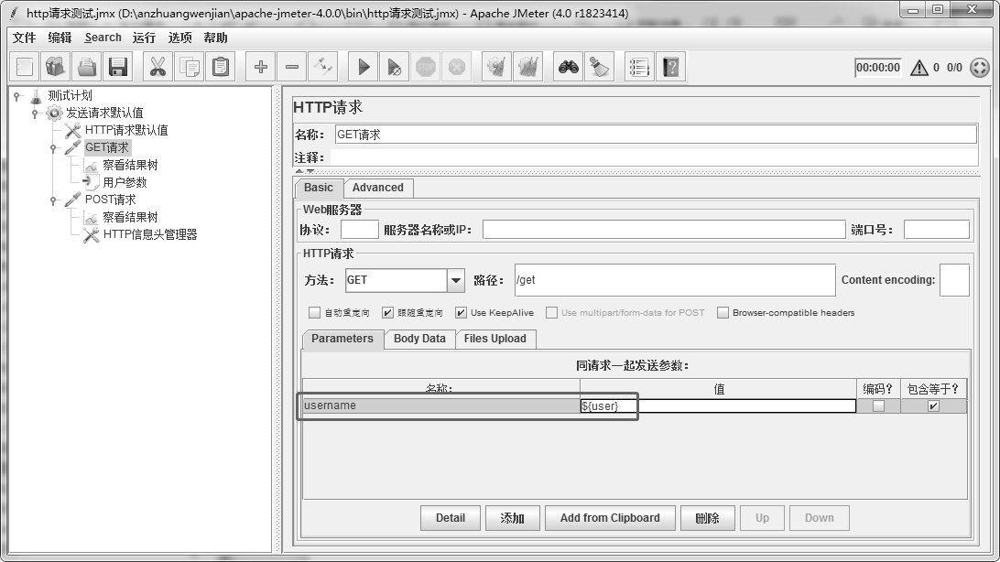 http请求测试.jmx (D:\anzhuangwenjian\apache-jmeter-4.0.0\bin\http请求测试.jmx) - Apache JMeter (4.0 r1823414)
文件 编辑 Search 运行 选项 帮助
STOP 00:00:00 0 0/0
测试计划
发送请求默认值
HTTP请求默认值
GET请求
察看结果树
用户参数
POST请求
察看结果树
HTTP信息头管理器
HTTP请求
名称: GET请求
注释:
Basic Advanced
Web服务器
协议: 服务器名称或IP: 端口号:
HTTP请求
方法: GET 路径: /get Content encoding:
自动重定向 跟随重定向 Use KeepAlive Use multipart/form-data for POST Browser-compatible headers
Parameters Body Data Files Upload
同请求一起发送参数:
名称: 值 编码? 包含等于?
username ${user}
Detail 添加 Add from Clipboard 删除 Up Down